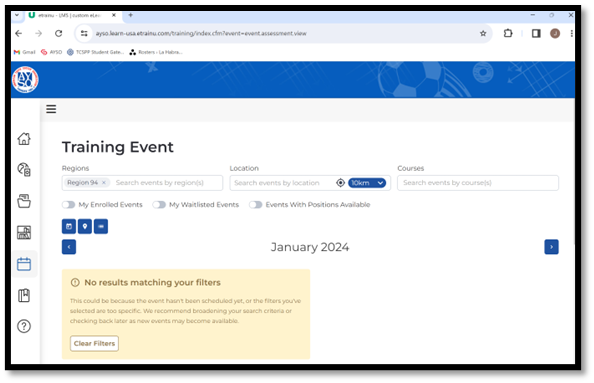 etrainu - LMS | custom eLea
ayso.learn-usa.etrainu.com/training/index.cfm?event=event.assessment.view
Gmail AYSO TCSPP Student Gate... Rosters - La Habra...
Training Event
Regions Location Courses
Region 94 × Search events by region(s) Search events by location 10km Search events by course(s)
My Enrolled Events My Waitlisted Events Events With Positions Available
January 2024
No results matching your filters
This could be because the event hasn't been scheduled yet, or the filters you've
selected are too specific. We recommend broadening your search criteria or
checking back later as new events may become available.
Clear Filters